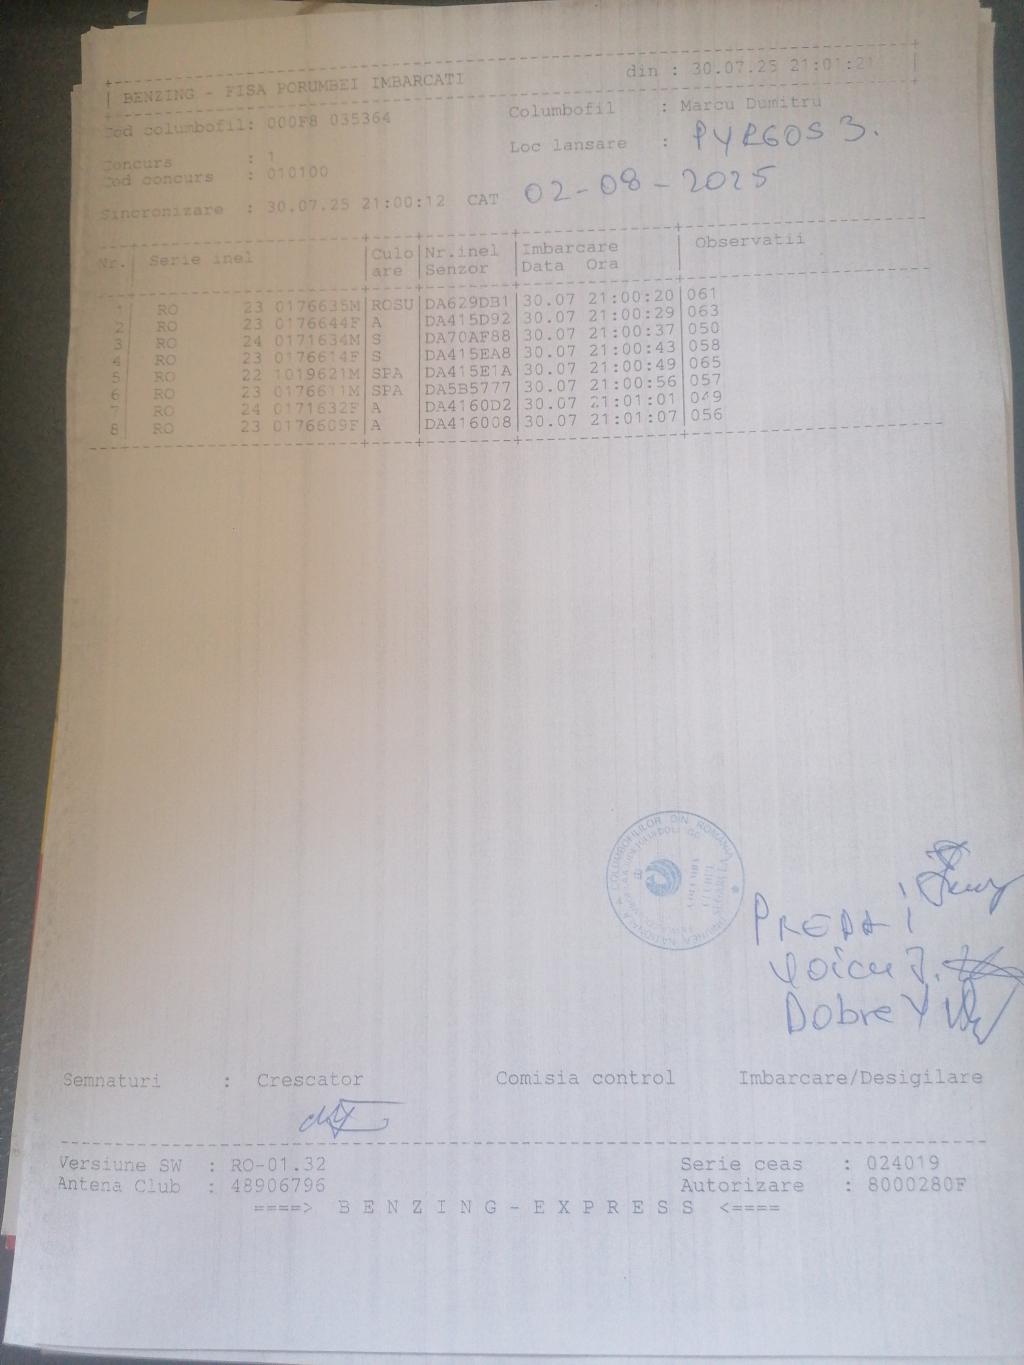 BENZING - FISA PORUMBEI IMBARCATI din : 30.07.25 21:01:21
Cod columbofil: 000F8 035364 Columbofil : Marcu Dumitru
Concurs : 1 Loc lansare : PYRGOS 3.
Cod concurs : 010100
Sincronizare : 30.07.25 21:00:12 CAT 02-08-2025
Nr. Serie inel Culo Nr.inel Imbarcare Observatii
are Senzor Data Ora
1 RO 23 0176635M ROSU DA629DB1 30.07 21:00:20 061
2 RO 23 0176644F A DA415D92 30.07 21:00:29 063
3 RO 24 0171634M S DA70AF88 30.07 21:00:37 050
4 RO 23 0176614F S DA415EA8 30.07 21:00:43 058
5 RO 22 1019621M SPA DA415E1A 30.07 21:00:49 065
6 RO 23 0176611M SPA DA5B5777 30.07 21:00:56 057
7 RO 24 0171632F A DA4160D2 30.07 21:01:01 049
8 RO 23 0176609F A DA416008 30.07 21:01:07 056
UNIUNEA NATIONALA A COLUMBOFILILOR DIN ROMANIA
PREDA i
Voicu J.
Dobre V
Semnaturi : Crescator Comisia control Imbarcare/Desigilare
Versiune SW : RO-01.32 Serie ceas : 024019
Antena Club : 48906796 Autorizare : 8000280F
====> B E N Z I N G - E X P R E S S <====